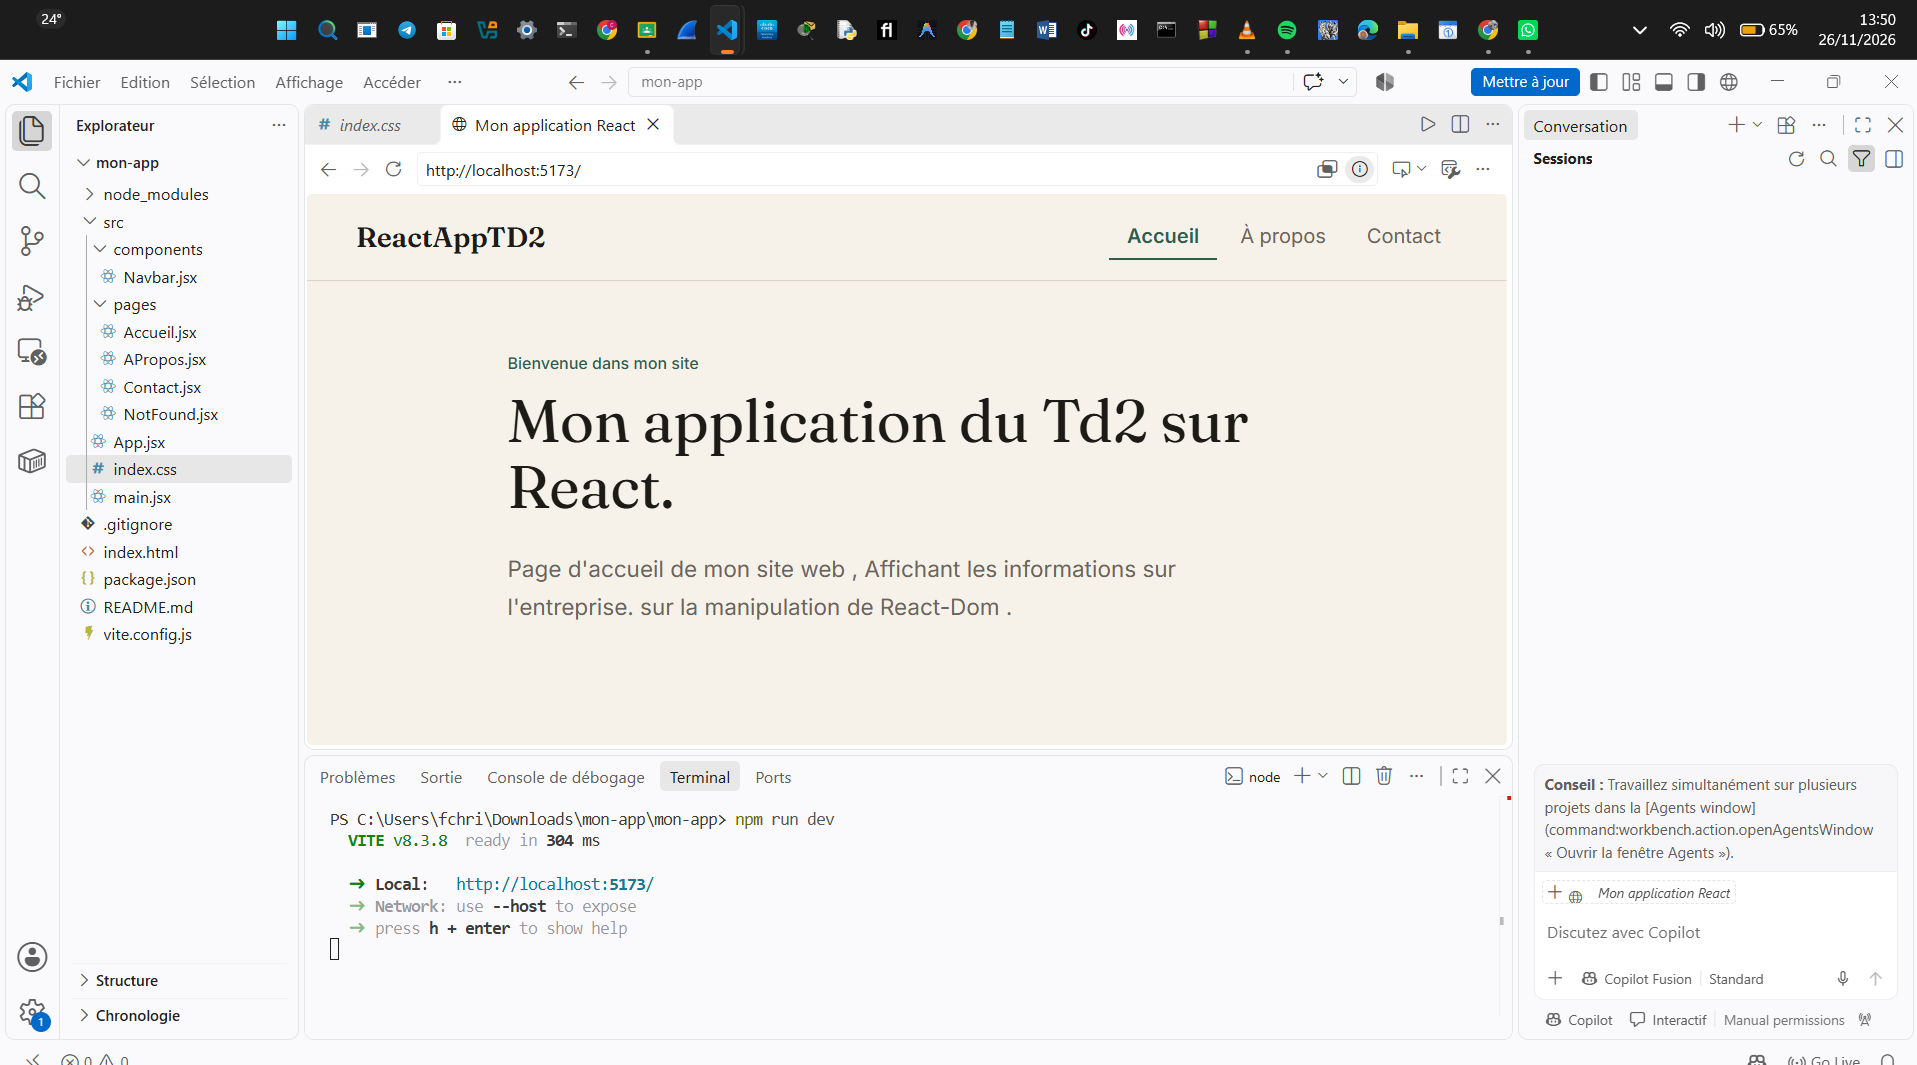 24°
13:50
65%
26/11/2026
Fichier
Edition
Sélection
Affichage
Accéder
mon-app
Mettre à jour
Explorateur
mon-app
node_modules
src
components
Navbar.jsx
pages
Accueil.jsx
APropos.jsx
Contact.jsx
NotFound.jsx
App.jsx
index.css
main.jsx
.gitignore
index.html
package.json
README.md
vite.config.js
Structure
Chronologie
1
index.css
Mon application React
http://localhost:5173/
ReactAppTD2
Accueil
À propos
Contact
Bienvenue dans mon site
Mon application du Td2 sur
React.
Page d'accueil de mon site web , Affichant les informations sur
l'entreprise. sur la manipulation de React-Dom .
Problèmes
Sortie
Console de débogage
Terminal
Ports
node
PS C:\Users\fchri\Downloads\mon-app\mon-app> npm run dev
VITE v8.3.8 ready in 304 ms
➜ Local: http://localhost:5173/
➜ Network: use --host to expose
➜ press h + enter to show help
Conversation
Sessions
Conseil : Travaillez simultanément sur plusieurs
projets dans la [Agents window]
(command:workbench.action.openAgentsWindow
« Ouvrir la fenêtre Agents »).
Mon application React
Discutez avec Copilot
Copilot Fusion
Standard
Copilot
Interactif
Manual permissions
0
0
Go Live